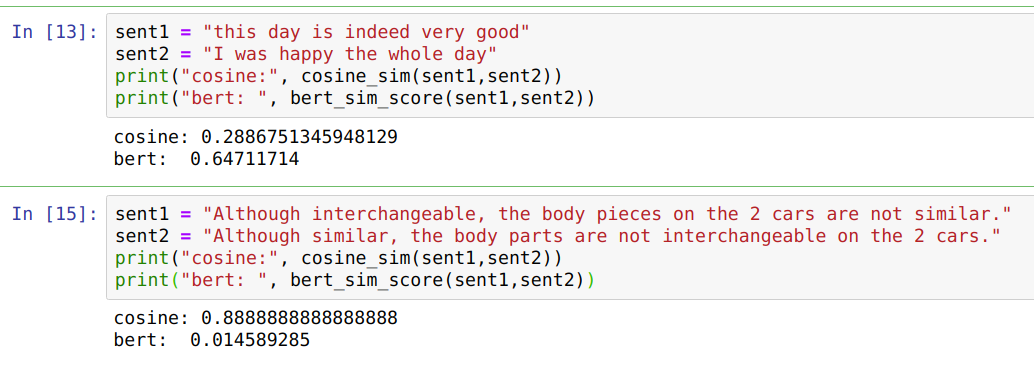 In [13]: sent1 = "this day is indeed very good"
sent2 = "I was happy the whole day"
print("cosine:", cosine_sim(sent1,sent2))
print("bert: ", bert_sim_score(sent1,sent2))
cosine: 0.2886751345948129
bert:  0.64711714
In [15]: sent1 = "Although interchangeable, the body pieces on the 2 cars are not similar."
sent2 = "Although similar, the body parts are not interchangeable on the 2 cars."
print("cosine:", cosine_sim(sent1,sent2))
print("bert: ", bert_sim_score(sent1,sent2))
cosine: 0.8888888888888888
bert:  0.014589285